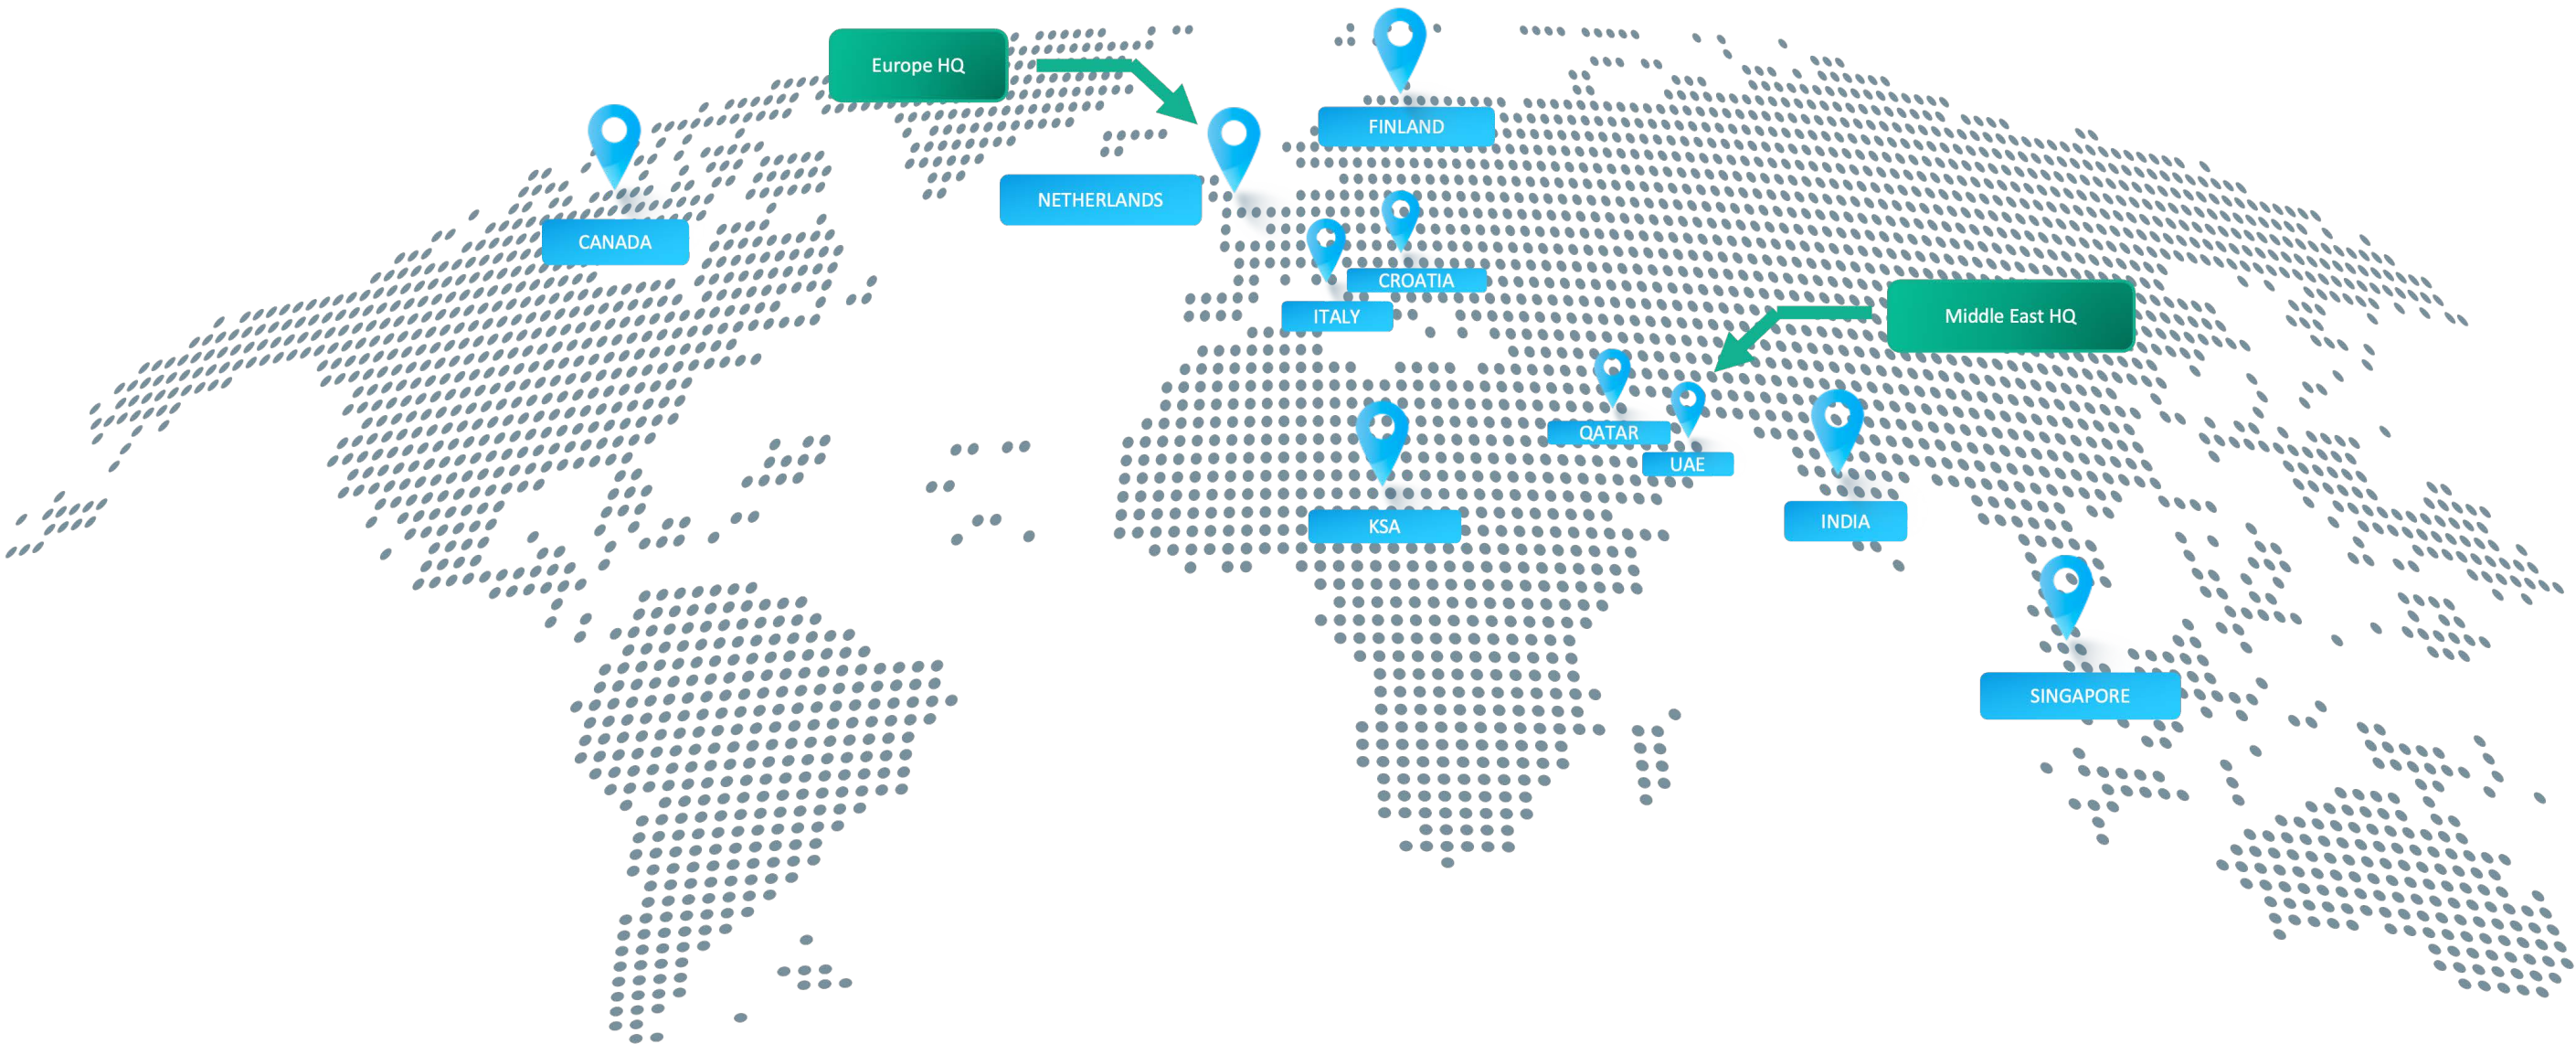 Europe HQ
FINLAND
CANADA
NETHERLANDS
CROATIA
ITALY
Middle East HQ
QATAR
UAE
KSA
INDIA
SINGAPORE